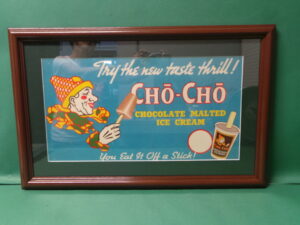 Try the new taste thrill!
CHŌ-CHŌ
CHOCOLATE MALTED
ICE CREAM
You Eat It Off a Stick!